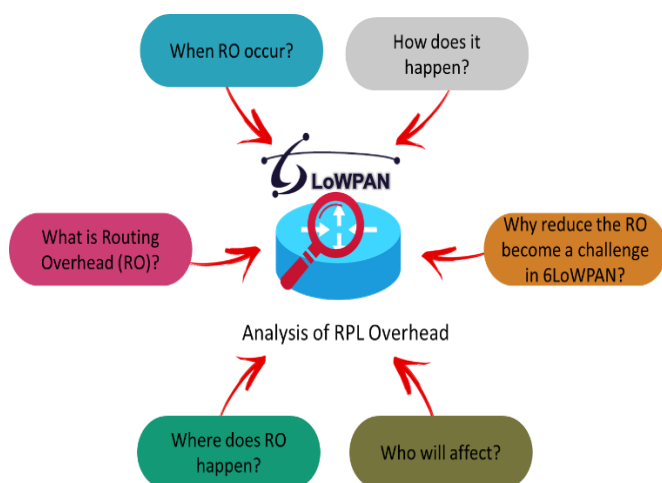 When RO occur?
How does it
happen?
6LoWPAN
What is Routing
Overhead (RO)?
Why reduce the RO
become a challenge
in 6LoWPAN?
Analysis of RPL Overhead
Where does RO
happen?
Who will affect?